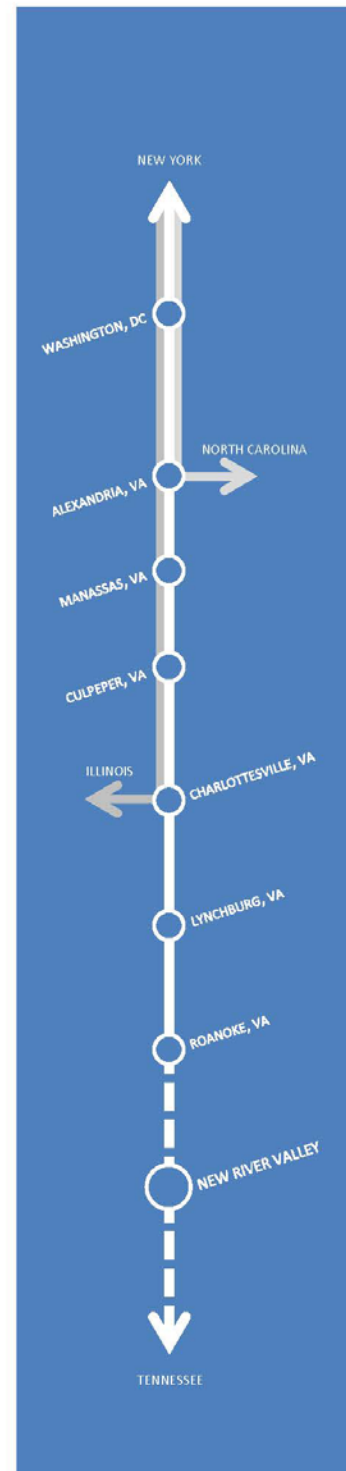 NEW YORK
WASHINGTON, DC
NORTH CAROLINA
ALEXANDRIA, VA
MANASSAS, VA
CULPEPER, VA
ILLINOIS
CHARLOTTESVILLE, VA
LYNCHBURG, VA
ROANOKE, VA
NEW RIVER VALLEY
TENNESSEE